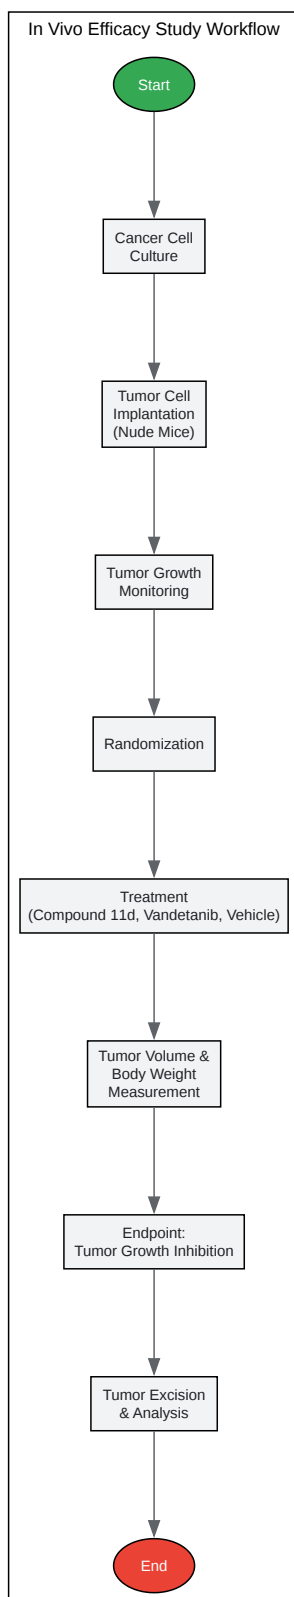 In Vivo Efficacy Study Workflow
Start
Cancer Cell
Culture
Tumor Cell
Implantation
(Nude Mice)
Tumor Growth
Monitoring
Randomization
Treatment
(Compound 11d, Vandetanib, Vehicle)
Tumor Volume &
Body Weight
Measurement
Endpoint:
Tumor Growth Inhibition
Tumor Excision
& Analysis
End